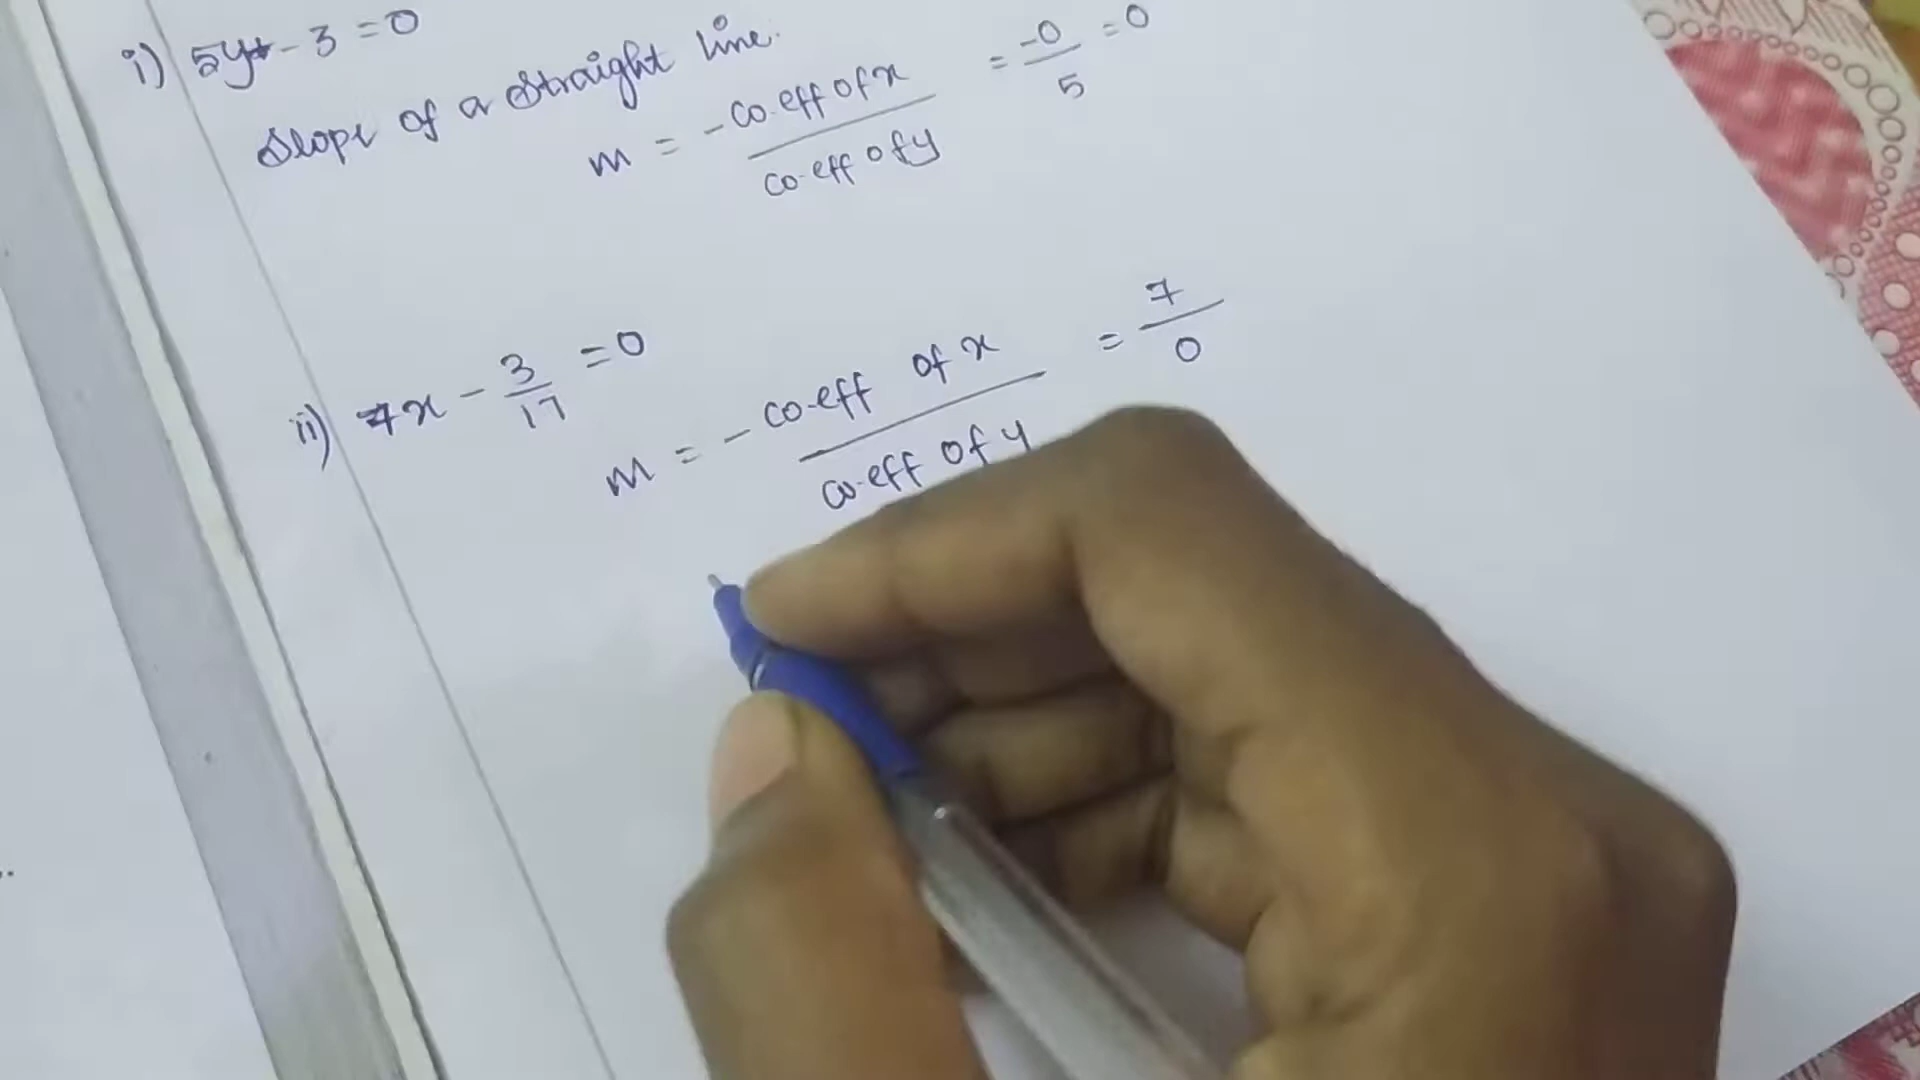 i) 5y - 3 = 0
Slope of a straight line.
m = - co.eff of x / co.eff of y = -0 / 5 = 0
ii) 7x - 3/17 = 0
m = - co-eff of x / co-eff of y = 7 / 0